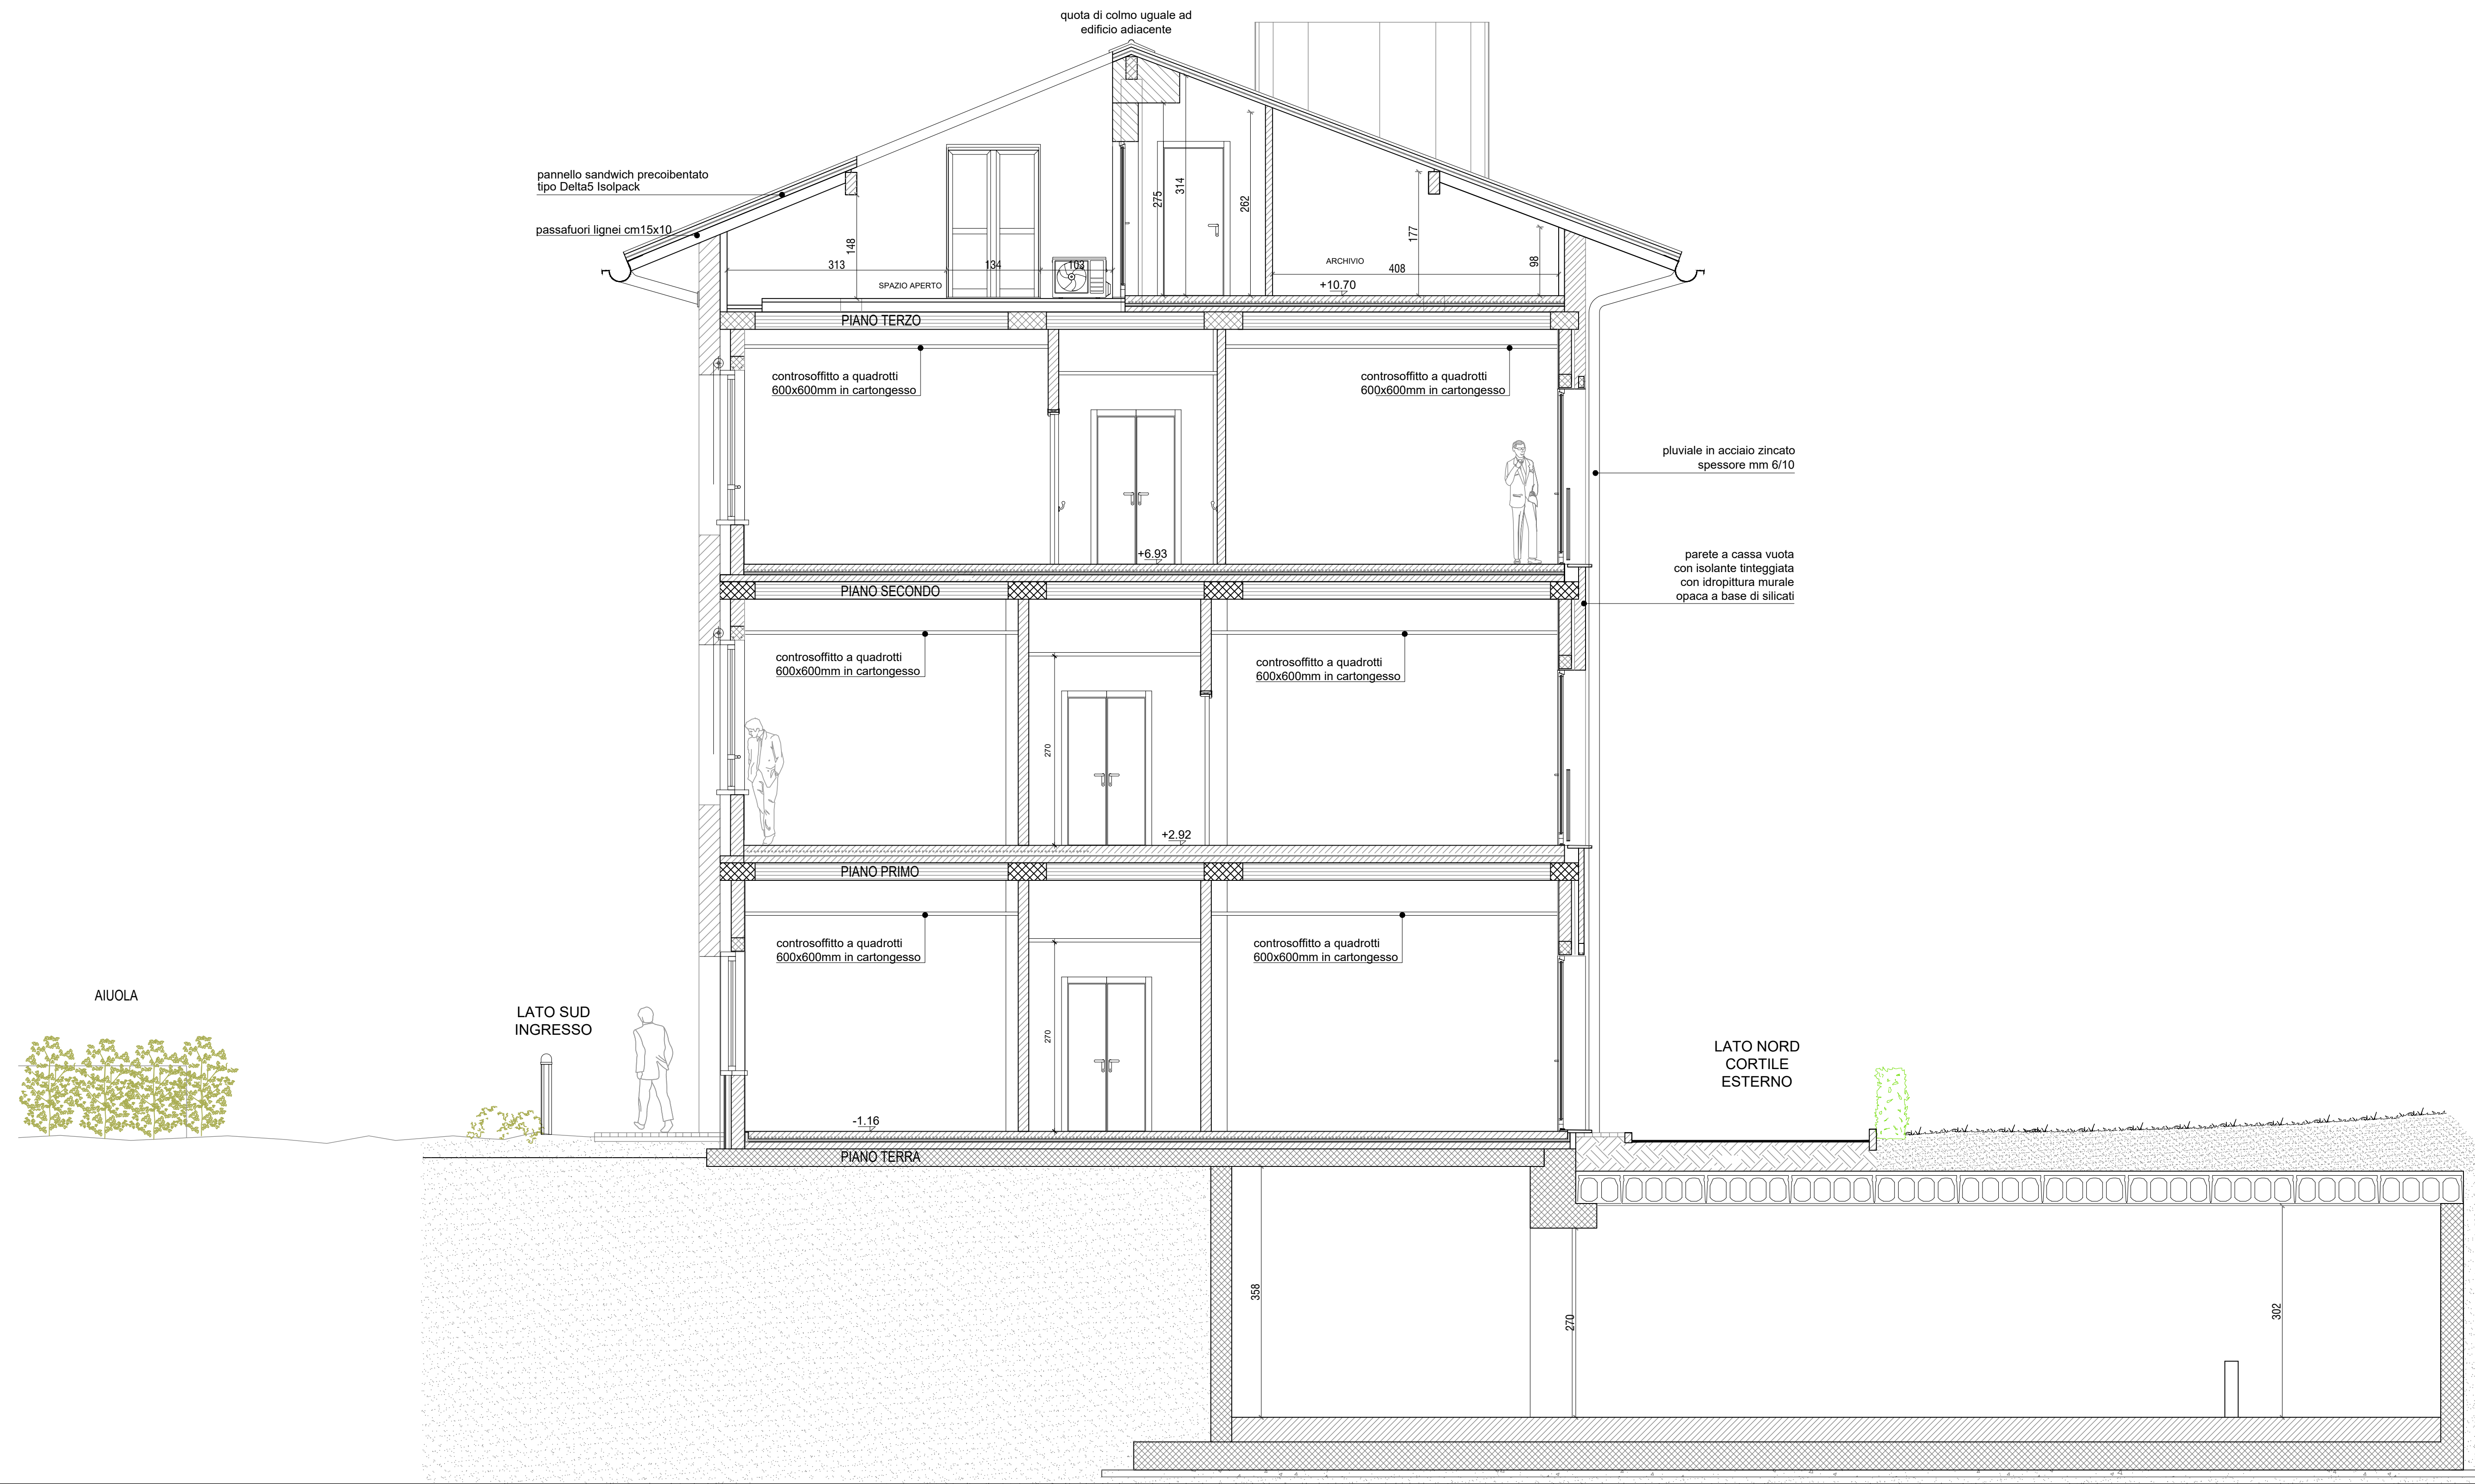 quota di colmo uguale ad
edificio adiacente
pannello sandwich precoibentato
tipo Delta5 Isolpack
passafuori lignei cm15x10
275
314
262
148
177
98
313
134
103
ARCHIVIO
408
SPAZIO APERTO
+10.70
PIANO TERZO
controsoffitto a quadrotti
600x600mm in cartongesso
controsoffitto a quadrotti
600x600mm in cartongesso
pluviale in acciaio zincato
spessore mm 6/10
+6.93
parete a cassa vuota
con isolante tinteggiata
con idropittura murale
opaca a base di silicati
PIANO SECONDO
controsoffitto a quadrotti
600x600mm in cartongesso
controsoffitto a quadrotti
600x600mm in cartongesso
270
+2.92
PIANO PRIMO
controsoffitto a quadrotti
600x600mm in cartongesso
controsoffitto a quadrotti
600x600mm in cartongesso
AIUOLA
LATO SUD
INGRESSO
270
LATO NORD
CORTILE
ESTERNO
-1.16
PIANO TERRA
358
270
302